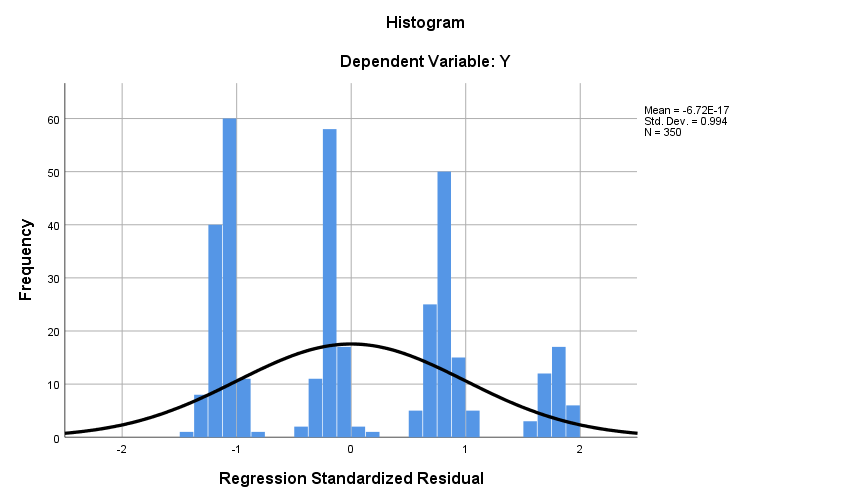 Histogram
Dependent Variable: Y
Mean = -6.72E-17
Std. Dev. = 0.994
N = 350
Frequency
60
50
40
30
20
10
0
-2 -1 0 1 2
Regression Standardized Residual